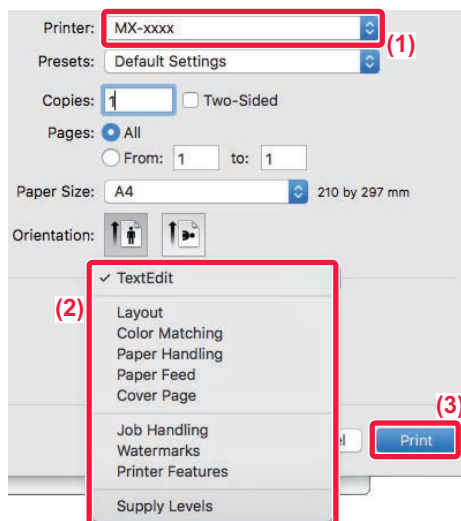 Printer: MX-xxxx
(1)
Presets: Default Settings
Copies: 1 Two-Sided
Pages: All
From: 1 to: 1
Paper Size: A4 210 by 297 mm
Orientation:
✓ TextEdit
(2)
Layout
Color Matching
Paper Handling
Paper Feed
Cover Page
(3)
Job Handling
el Print
Watermarks
Printer Features
Supply Levels